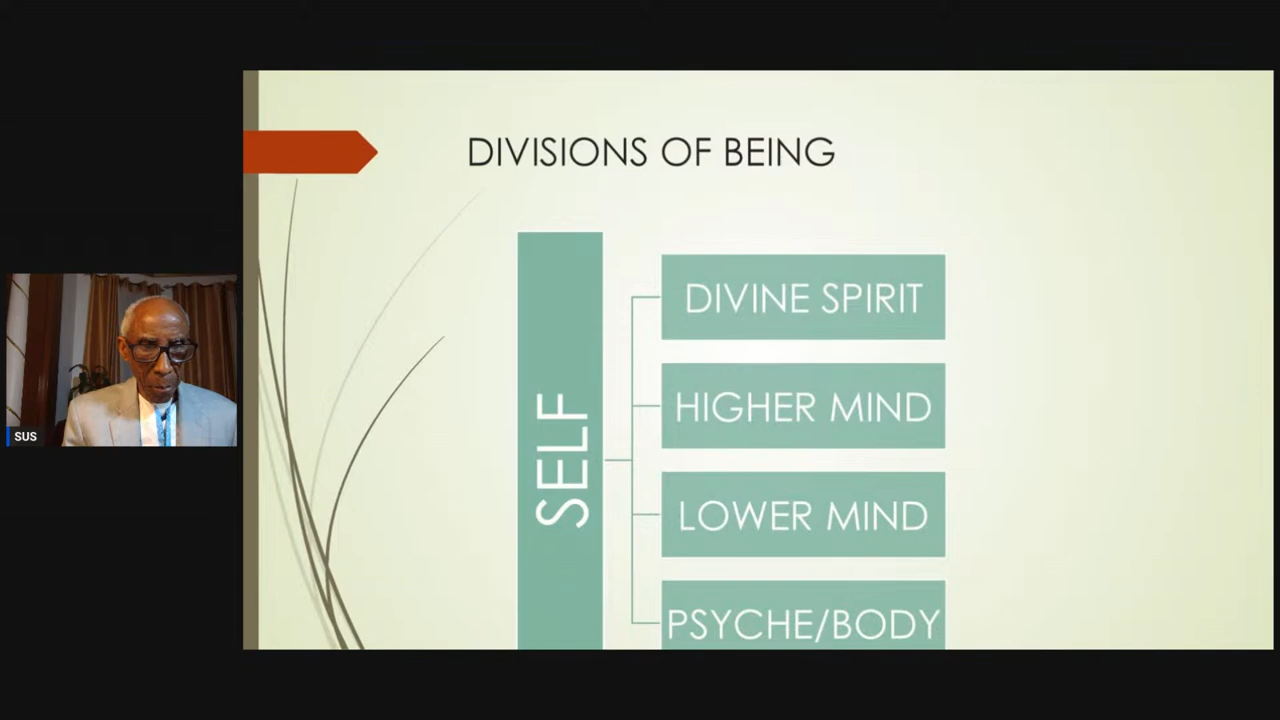 DIVISIONS OF BEING
SELF
DIVINE SPIRIT
HIGHER MIND
LOWER MIND
PSYCHE/BODY
SUS